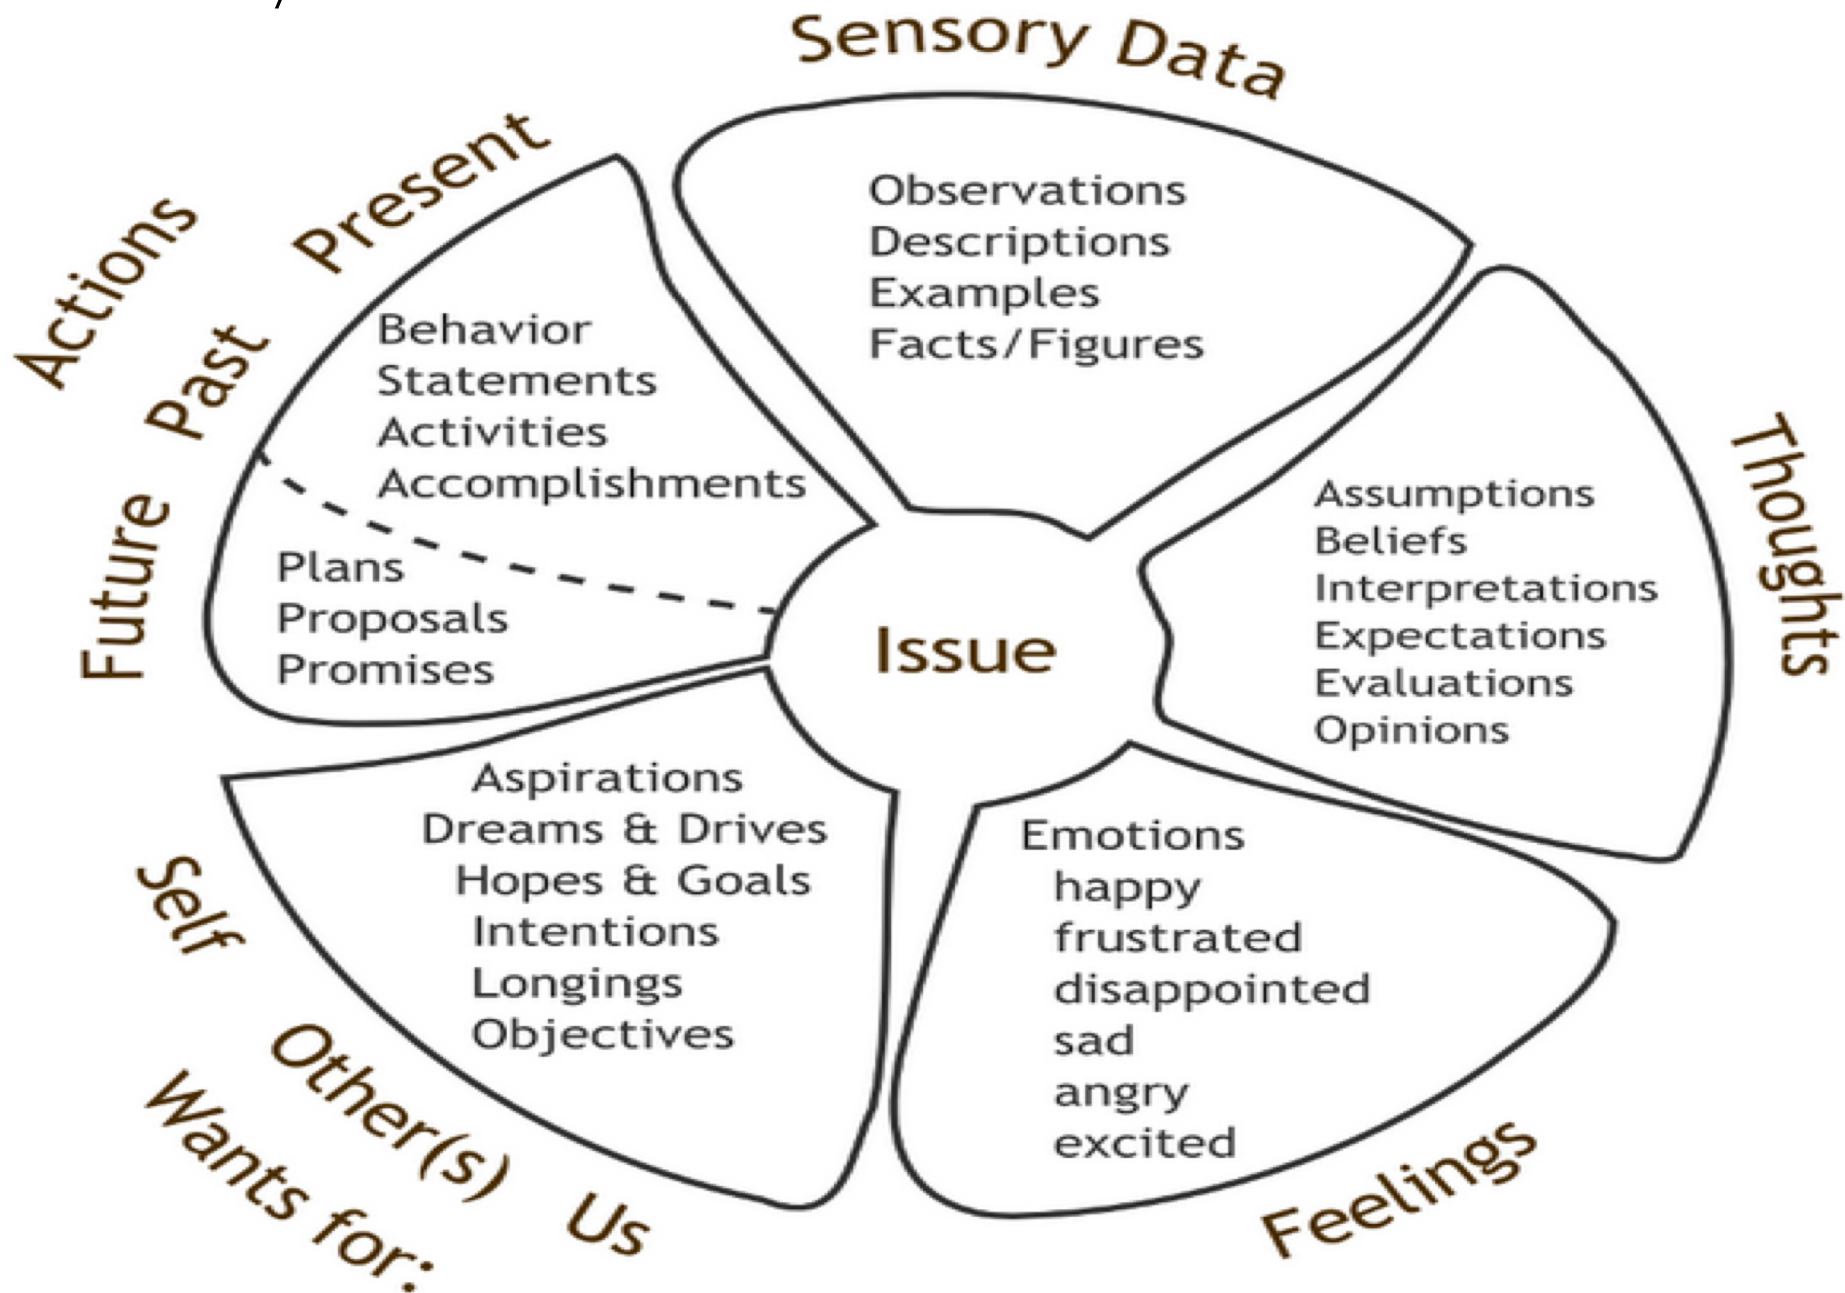 Sensory Data
Observations
Descriptions
Examples
Facts/Figures
Thoughts
Assumptions
Beliefs
Interpretations
Expectations
Evaluations
Opinions
Feelings
Emotions
happy
frustrated
disappointed
sad
angry
excited
Wants for:
Self
Other(s)
Us
Aspirations
Dreams & Drives
Hopes & Goals
Intentions
Longings
Objectives
Actions
Future
Past
Present
Behavior
Statements
Activities
Accomplishments
Plans
Proposals
Promises
Issue